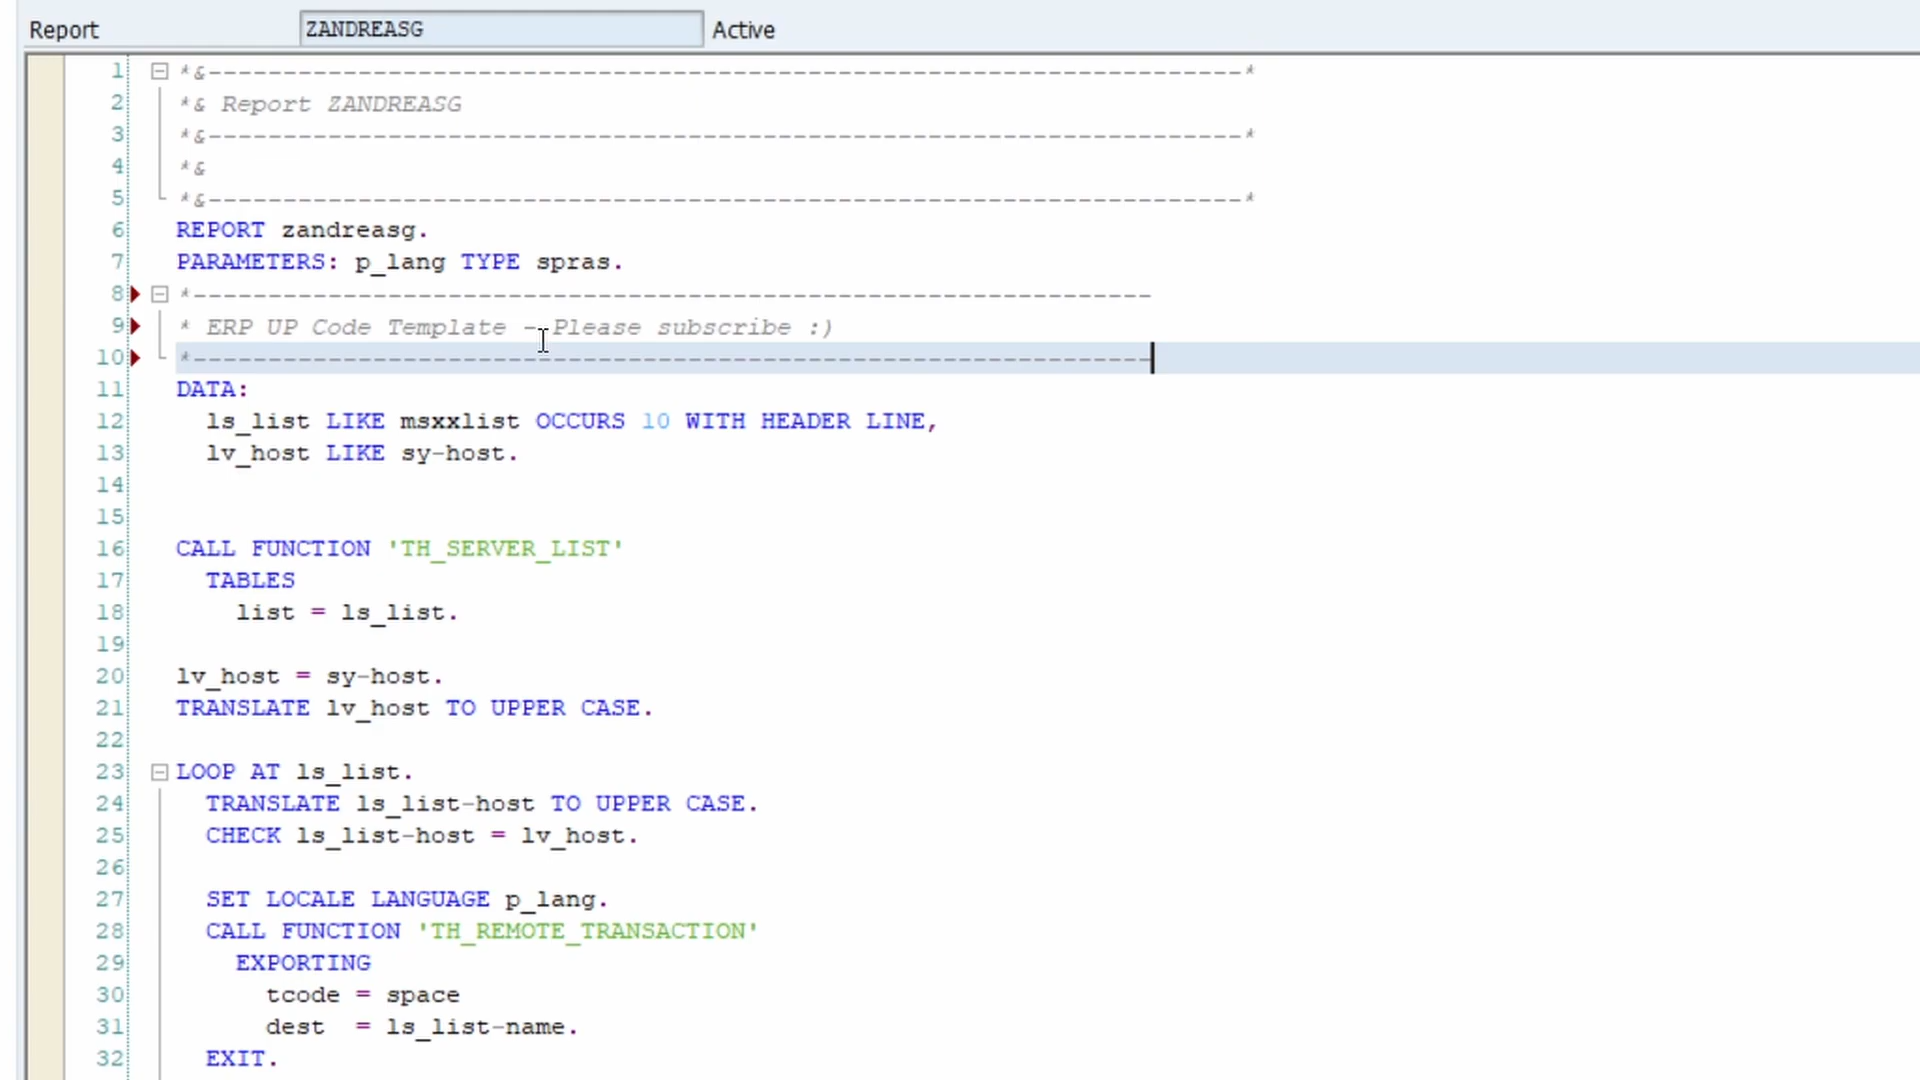 Report ZANDREASG Active
1 *&---------------------------------------------------------------------*
2 *& Report ZANDREASG
3 *&---------------------------------------------------------------------*
4 *&
5 *&---------------------------------------------------------------------*
6 REPORT zandreasg.
7 PARAMETERS: p_lang TYPE spras.
8 *----------------------------------------------------------------
9 * ERP UP Code Template - Please subscribe :)
10 *----------------------------------------------------------------
11 DATA:
12 ls_list LIKE msxxlist OCCURS 10 WITH HEADER LINE,
13 lv_host LIKE sy-host.
14
15
16 CALL FUNCTION 'TH_SERVER_LIST'
17 TABLES
18 list = ls_list.
19
20 lv_host = sy-host.
21 TRANSLATE lv_host TO UPPER CASE.
22
23 LOOP AT ls_list.
24 TRANSLATE ls_list-host TO UPPER CASE.
25 CHECK ls_list-host = lv_host.
26
27 SET LOCALE LANGUAGE p_lang.
28 CALL FUNCTION 'TH_REMOTE_TRANSACTION'
29 EXPORTING
30 tcode = space
31 dest = ls_list-name.
32 EXIT.